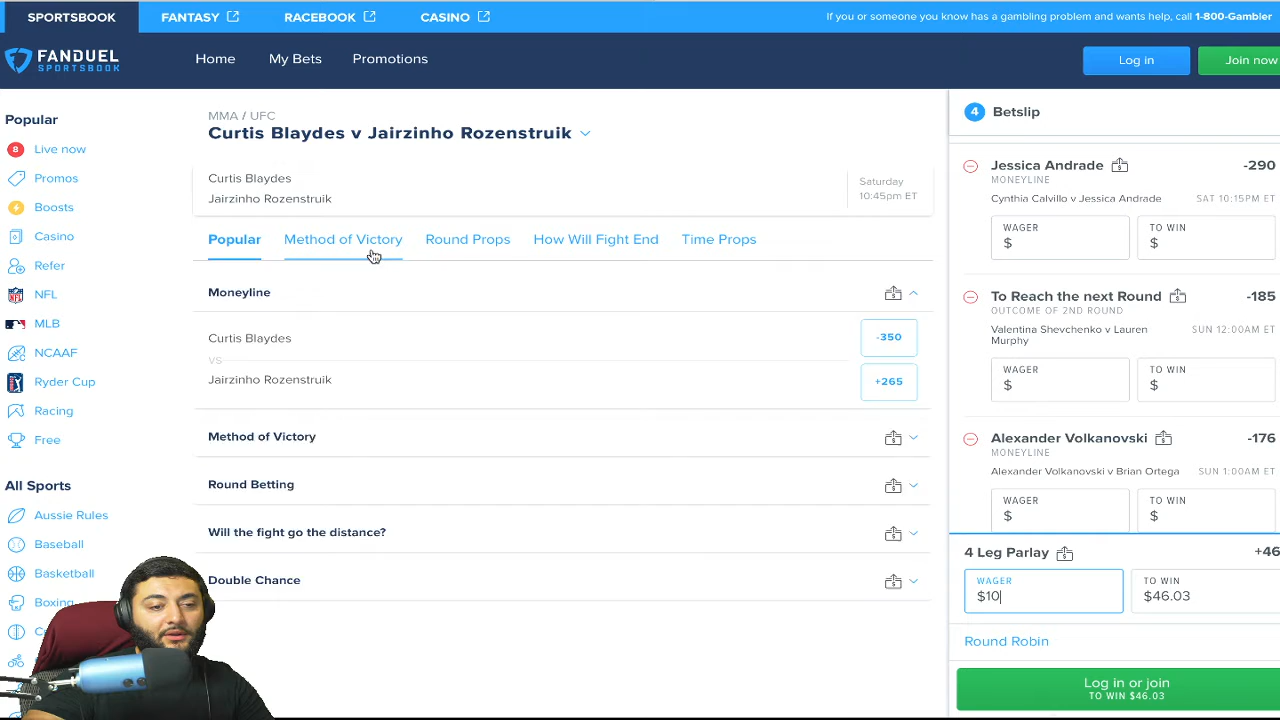 SPORTSBOOK
FANTASY
RACEBOOK
CASINO
If you or someone you know has a gambling problem and wants help, call 1-800-Gambler
FANDUEL
SPORTSBOOK
Home
My Bets
Promotions
Log in
Join now
Popular
8 Live now
Promos
Boosts
Casino
Refer
NFL
MLB
NCAAF
Ryder Cup
Racing
Free
All Sports
Aussie Rules
Baseball
Basketball
Boxing
MMA / UFC
Curtis Blaydes v Jairzinho Rozenstruik
Curtis Blaydes
Jairzinho Rozenstruik
Saturday
10:45pm ET
Popular
Method of Victory
Round Props
How Will Fight End
Time Props
Moneyline
Curtis Blaydes
-350
VS
Jairzinho Rozenstruik
+265
Method of Victory
Round Betting
Will the fight go the distance?
Double Chance
4 Betslip
Jessica Andrade -290
MONEYLINE
Cynthia Calvillo v Jessica Andrade SAT 10:15PM ET
WAGER TO WIN
$ $
To Reach the next Round -185
OUTCOME OF 2ND ROUND
Valentina Shevchenko v Lauren SUN 12:00AM ET
Murphy
WAGER TO WIN
$ $
Alexander Volkanovski -176
MONEYLINE
Alexander Volkanovski v Brian Ortega SUN 1:00AM ET
WAGER TO WIN
$ $
4 Leg Parlay +46
WAGER TO WIN
$10 $46.03
Round Robin
Log in or join
TO WIN $46.03